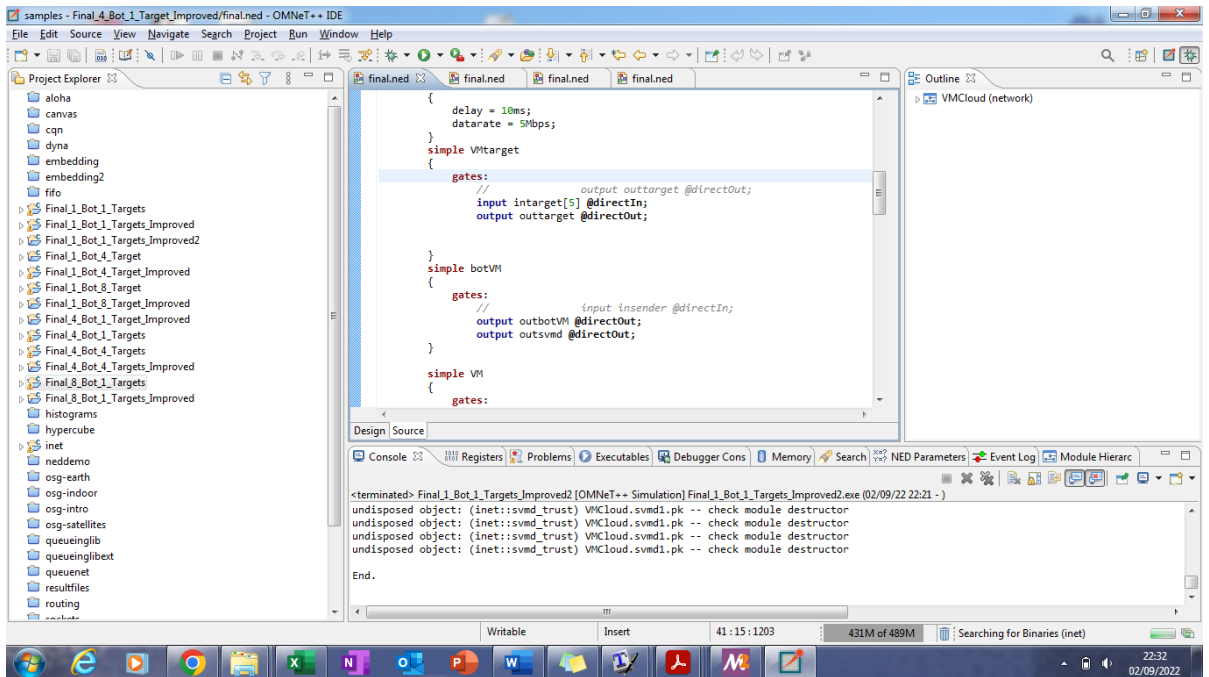 samples - Final_4_Bot_1_Target_Improved/final.ned - OMNeT++ IDE
File Edit Source View Navigate Search Project Run Window Help
Project Explorer
aloha
canvas
cqn
dyna
embedding
embedding2
fifo
Final_1_Bot_1_Targets
Final_1_Bot_1_Targets_Improved
Final_1_Bot_1_Targets_Improved2
Final_1_Bot_4_Target
Final_1_Bot_4_Target_Improved
Final_1_Bot_8_Target
Final_1_Bot_8_Target_Improved
Final_4_Bot_1_Target_Improved
Final_4_Bot_1_Targets
Final_4_Bot_4_Targets
Final_4_Bot_4_Targets_Improved
Final_8_Bot_1_Targets
Final_8_Bot_1_Targets_Improved
histograms
hypercube
inet
neddemo
osg-earth
osg-indoor
osg-intro
osg-satellites
queueinglib
queueinglibext
queuenet
resultfiles
routing
sockets
final.ned final.ned final.ned final.ned
{
delay = 10ms;
datarate = 5Mbps;
}
simple VMtarget
{
gates:
// output outtarget @directOut;
input intarget[5] @directIn;
output outtarget @directOut;
}
simple botVM
{
gates:
// input insender @directIn;
output outbotVM @directOut;
output outsvmd @directOut;
}
simple VM
{
gates:
Design Source
Outline
VMCloud (network)
Console Registers Problems Executables Debugger Cons Memory Search NED Parameters Event Log Module Hierarc
<terminated> Final_1_Bot_1_Targets_Improved2 [OMNeT++ Simulation] Final_1_Bot_1_Targets_Improved2.exe (02/09/22 22:21 - )
undisposed object: (inet::svmd_trust) VMCloud.svmd1.pk -- check module destructor
undisposed object: (inet::svmd_trust) VMCloud.svmd1.pk -- check module destructor
undisposed object: (inet::svmd_trust) VMCloud.svmd1.pk -- check module destructor
undisposed object: (inet::svmd_trust) VMCloud.svmd1.pk -- check module destructor
End.
Writable Insert 41 : 15 : 1203 431M of 489M Searching for Binaries (inet)
22:32
02/09/2022